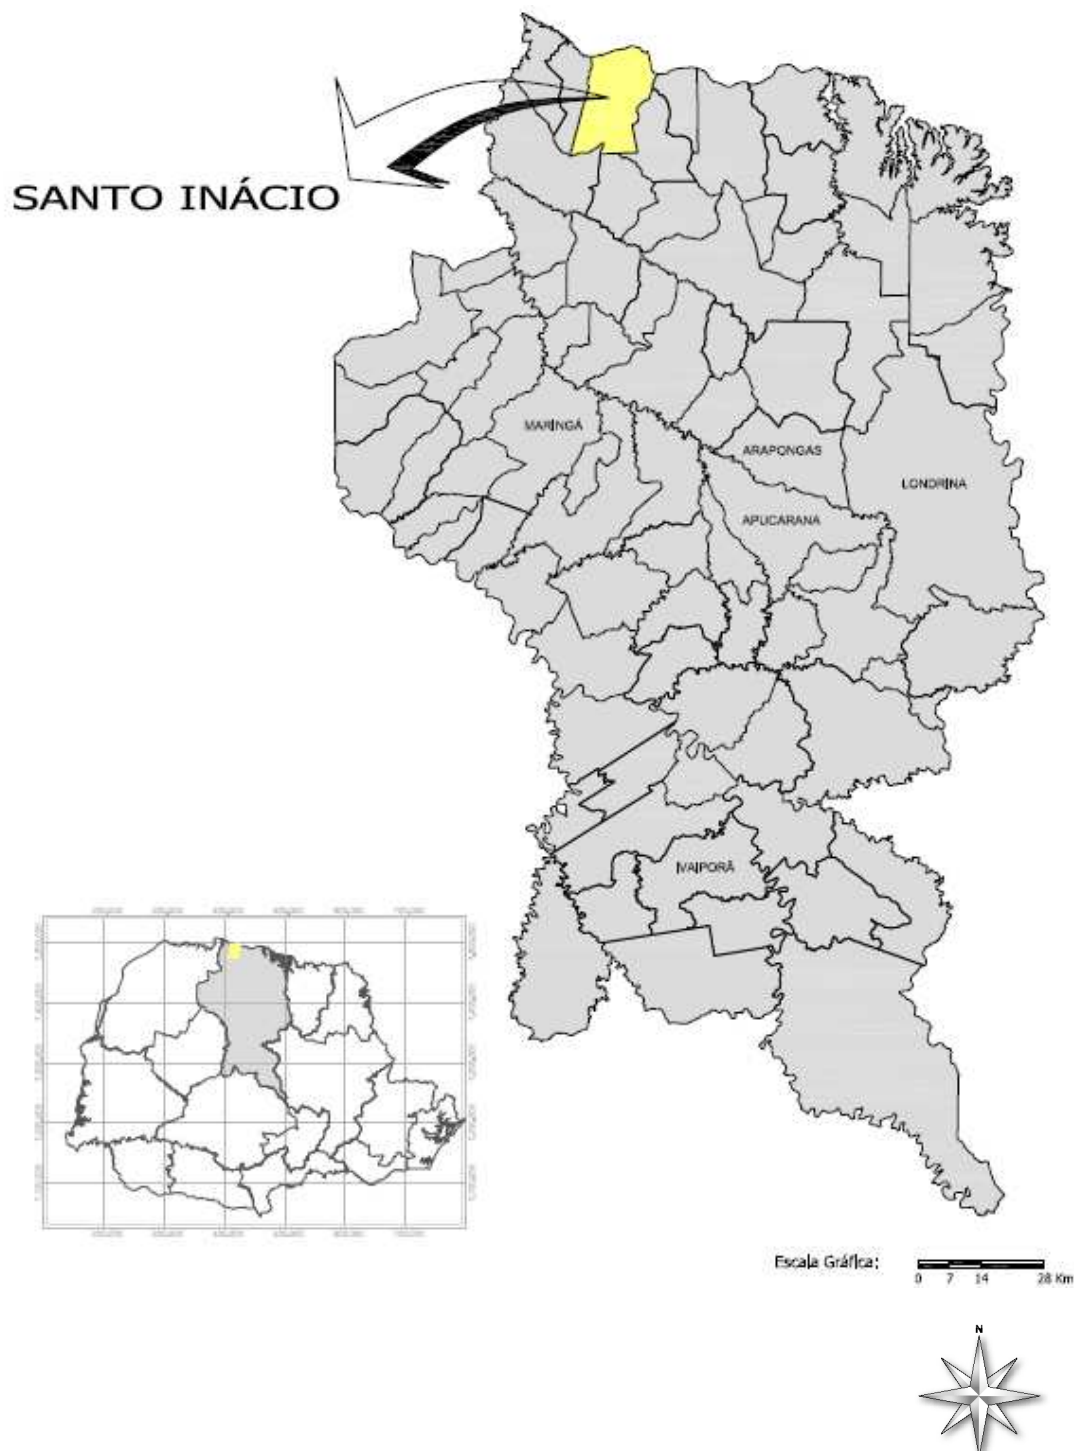 SANTO INÁCIO
MARINGÁ
ARAPONGAS
LONDRINA
APUCARANA
IVAIPORÃ
Escala Gráfica:
0 7 14 28 Km
N